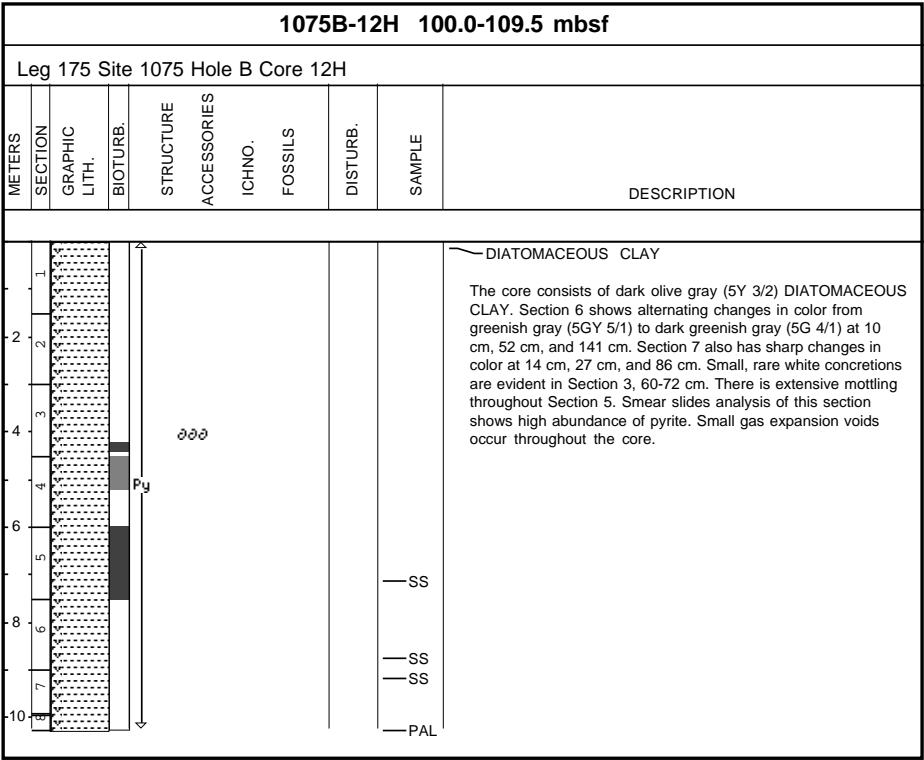 1075B-12H 100.0-109.5 mbsf
Leg 175 Site 1075 Hole B Core 12H
METERS
SECTION
GRAPHIC
LITH.
BIOTURB.
STRUCTURE
ACCESSORIES
ICHNO.
FOSSILS
DISTURB.
SAMPLE
DESCRIPTION
DIATOMACEOUS CLAY
The core consists of dark olive gray (5Y 3/2) DIATOMACEOUS
CLAY. Section 6 shows alternating changes in color from
greenish gray (5GY 5/1) to dark greenish gray (5G 4/1) at 10
cm, 52 cm, and 141 cm. Section 7 also has sharp changes in
color at 14 cm, 27 cm, and 86 cm. Small, rare white concretions
are evident in Section 3, 60-72 cm. There is extensive mottling
throughout Section 5. Smear slides analysis of this section
shows high abundance of pyrite. Small gas expansion voids
occur throughout the core.
1
2
2
3
4
4
Py
6
5
SS
8
6
SS
7
SS
10
8
PAL